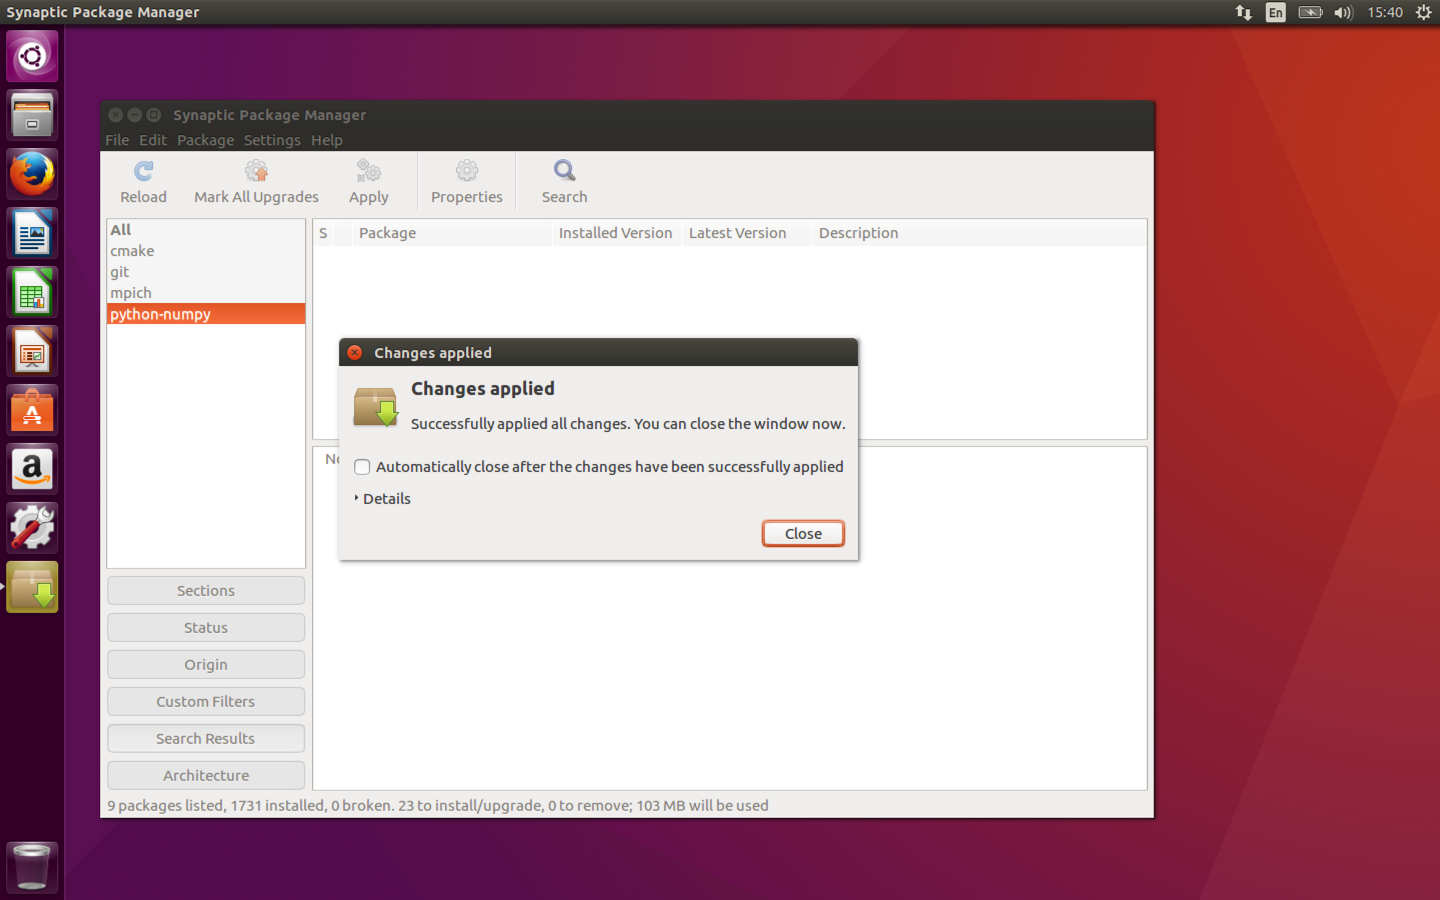 Synaptic Package Manager
En
15:40
Synaptic Package Manager
File Edit Package Settings Help
Reload Mark All Upgrades Apply Properties Search
All
cmake
git
mpich
python-numpy
S Package Installed Version Latest Version Description
Changes applied
Changes applied
Successfully applied all changes. You can close the window now.
Automatically close after the changes have been successfully applied
Details
Close
Sections
Status
Origin
Custom Filters
Search Results
Architecture
9 packages listed, 1731 installed, 0 broken. 23 to install/upgrade, 0 to remove; 103 MB will be used